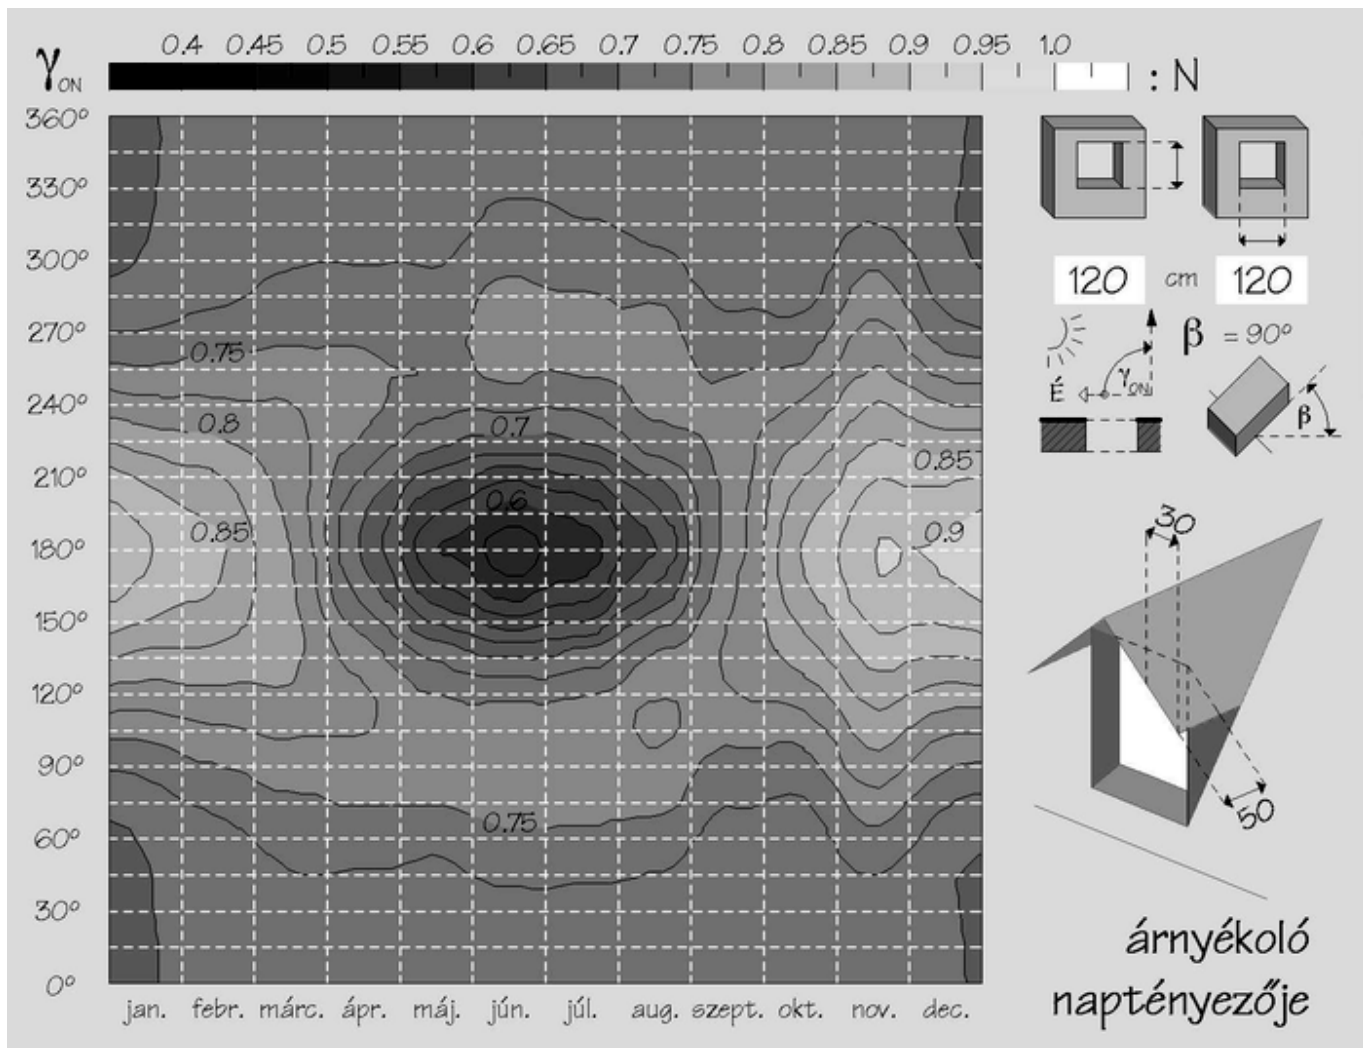 0.4 0.45 0.5 0.55 0.6 0.65 0.7 0.75 0.8 0.85 0.9 0.95 1.0
γON : N
360°
330°
300°
270°
240°
210°
180°
150°
120°
90°
60°
30°
0°
0.75
0.8
0.7
0.85
0.6
0.85
0.9
0.75
jan. febr. márc. ápr. máj. jún. júl. aug. szept. okt. nov. dec.
120 cm 120
β = 90°
É γON β
30
50
árnyékoló
naptényezője